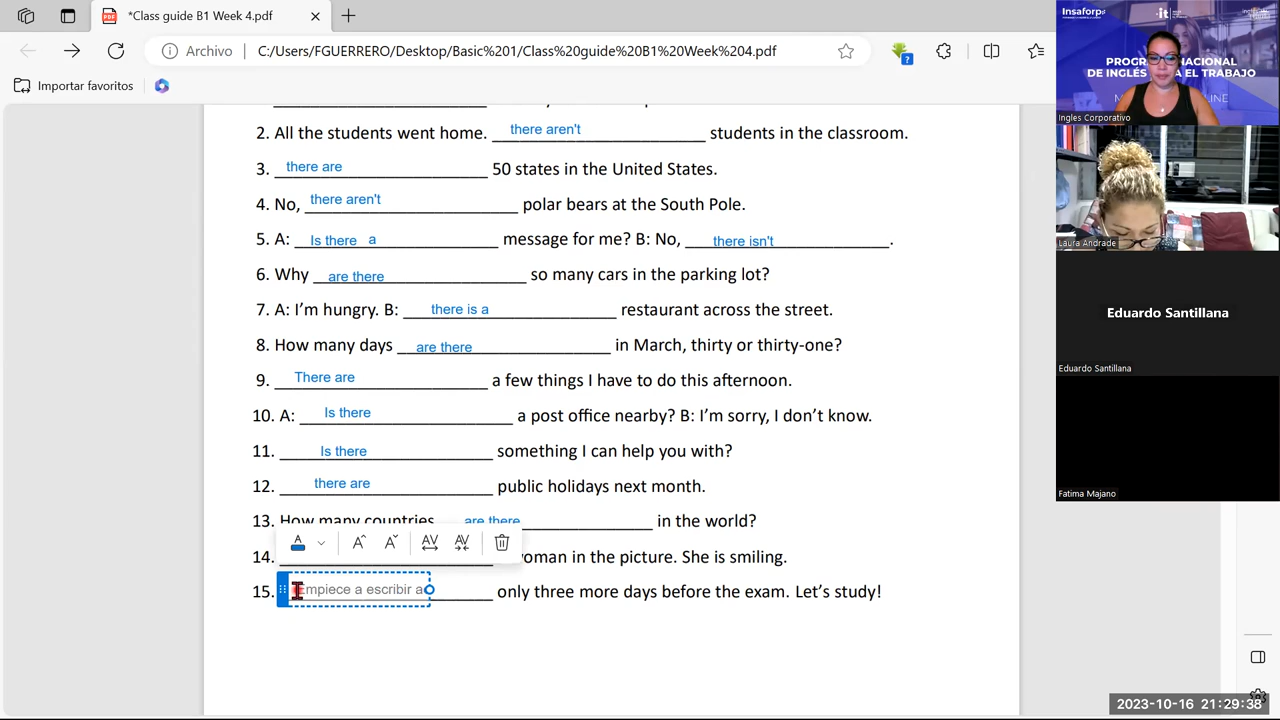 *Class guide B1 Week 4.pdf
Archivo
C:/Users/FGUERRERO/Desktop/Basic%201/Class%20guide%20B1%20Week%204.pdf
Importar favoritos
2. All the students went home. there aren't students in the classroom.
3. there are 50 states in the United States.
4. No, there aren't polar bears at the South Pole.
5. A: Is there a message for me? B: No, there isn't.
6. Why are there so many cars in the parking lot?
7. A: I'm hungry. B: there is a restaurant across the street.
8. How many days are there in March, thirty or thirty-one?
9. There are a few things I have to do this afternoon.
10. A: Is there a post office nearby? B: I'm sorry, I don't know.
11. Is there something I can help you with?
12. there are public holidays next month.
13. How many countries are there in the world?
14. woman in the picture. She is smiling.
15. Empiece a escribir a only three more days before the exam. Let's study!
Insaforp
it
DE INGLÉS
EL TRABAJO
Ingles Corporativo
Laura Andrade
Eduardo Santillana
Eduardo Santillana
Fatima Majano
2023-10-16 21:29:38